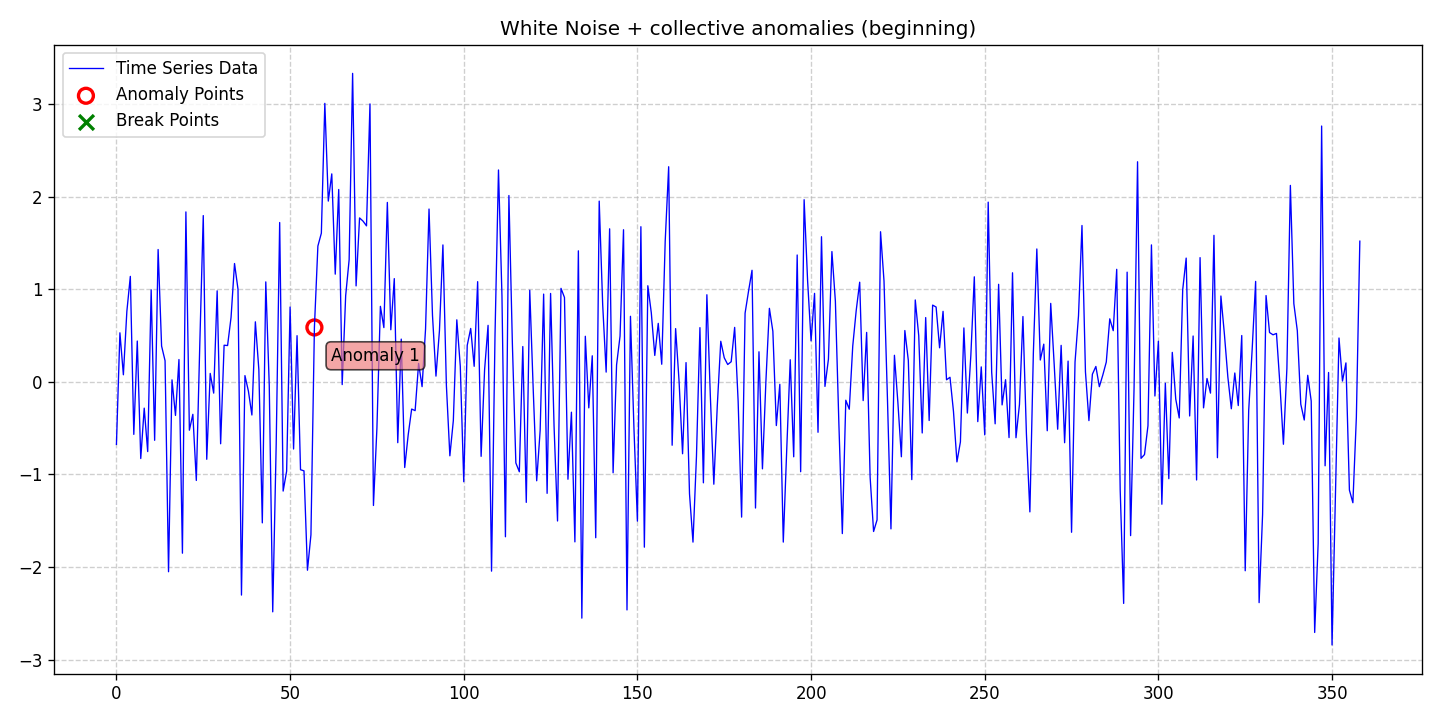 White Noise + collective anomalies (beginning)
Time Series Data
Anomaly Points
Break Points
3
2
1
0
−1
−2
−3
Anomaly 1
0 50 100 150 200 250 300 350